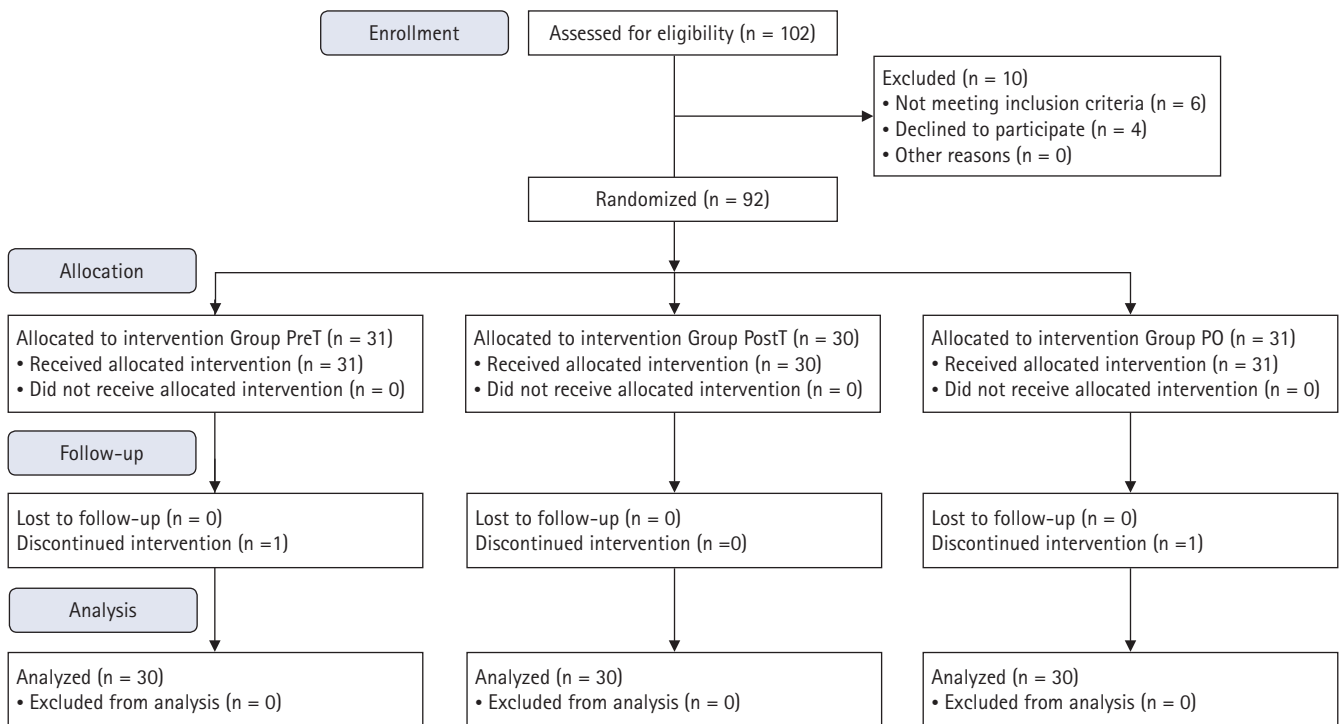 Enrollment
Assessed for eligibility (n = 102)
Excluded (n = 10)
• Not meeting inclusion criteria (n = 6)
• Declined to participate (n = 4)
• Other reasons (n = 0)
Randomized (n = 92)
Allocation
Allocated to intervention Group PreT (n = 31)
• Received allocated intervention (n = 31)
• Did not receive allocated intervention (n = 0)
Allocated to intervention Group PostT (n = 30)
• Received allocated intervention (n = 30)
• Did not receive allocated intervention (n = 0)
Allocated to intervention Group PO (n = 31)
• Received allocated intervention (n = 31)
• Did not receive allocated intervention (n = 0)
Follow-up
Lost to follow-up (n = 0)
Discontinued intervention (n =1)
Lost to follow-up (n = 0)
Discontinued intervention (n =0)
Lost to follow-up (n = 0)
Discontinued intervention (n =1)
Analysis
Analyzed (n = 30)
• Excluded from analysis (n = 0)
Analyzed (n = 30)
• Excluded from analysis (n = 0)
Analyzed (n = 30)
• Excluded from analysis (n = 0)